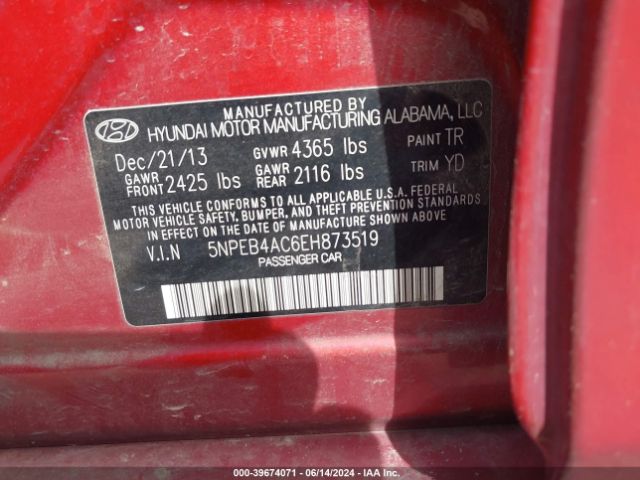 MANUFACTURED BY
HYUNDAI MOTOR MANUFACTURING ALABAMA, LLC
Dec/21/13 GVWR 4365 lbs PAINT TR
GAWR FRONT 2425 lbs GAWR REAR 2116 lbs TRIM YD
THIS VEHICLE CONFORMS TO ALL APPLICABLE U.S.A. FEDERAL
MOTOR VEHICLE SAFETY, BUMPER, AND THEFT PREVENTION STANDARDS
IN EFFECT ON THE DATE OF MANUFACTURE SHOWN ABOVE.
V.I.N 5NPEB4AC6EH873519
PASSENGER CAR
000-39674071 - 06/14/2024 - IAA Inc.